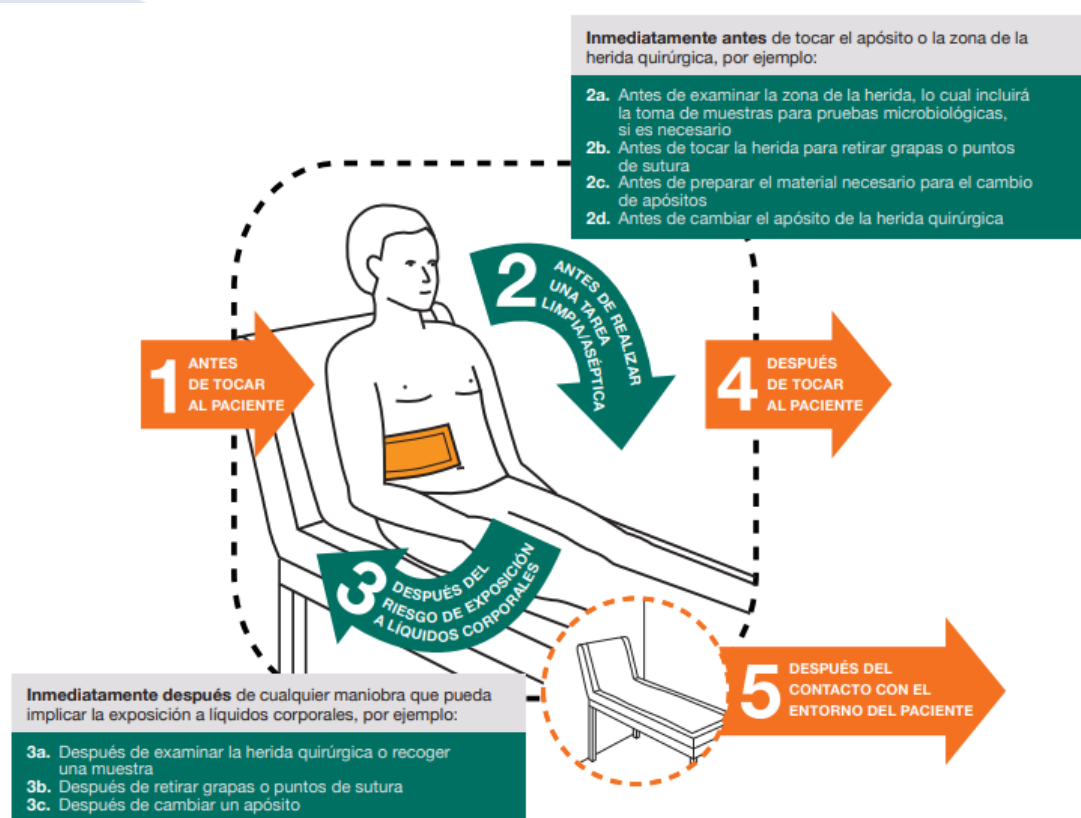 Inmediatamente antes de tocar el apósito o la zona de la
herida quirúrgica, por ejemplo:
2a. Antes de examinar la zona de la herida, lo cual incluirá
la toma de muestras para pruebas microbiológicas,
si es necesario
2b. Antes de tocar la herida para retirar grapas o puntos
de sutura
2c. Antes de preparar el material necesario para el cambio
de apósitos
2d. Antes de cambiar el apósito de la herida quirúrgica
1 ANTES
DE TOCAR
AL PACIENTE
2 ANTES DE REALIZAR
UNA TAREA
LIMPIA/ASÉPTICA
4 DESPUÉS
DE TOCAR
AL PACIENTE
3 DESPUÉS DEL
RIESGO DE EXPOSICIÓN
A LÍQUIDOS CORPORALES
5 DESPUÉS DEL
CONTACTO CON EL
ENTORNO DEL PACIENTE
Inmediatamente después de cualquier maniobra que pueda
implicar la exposición a líquidos corporales, por ejemplo:
3a. Después de examinar la herida quirúrgica o recoger
una muestra
3b. Después de retirar grapas o puntos de sutura
3c. Después de cambiar un apósito